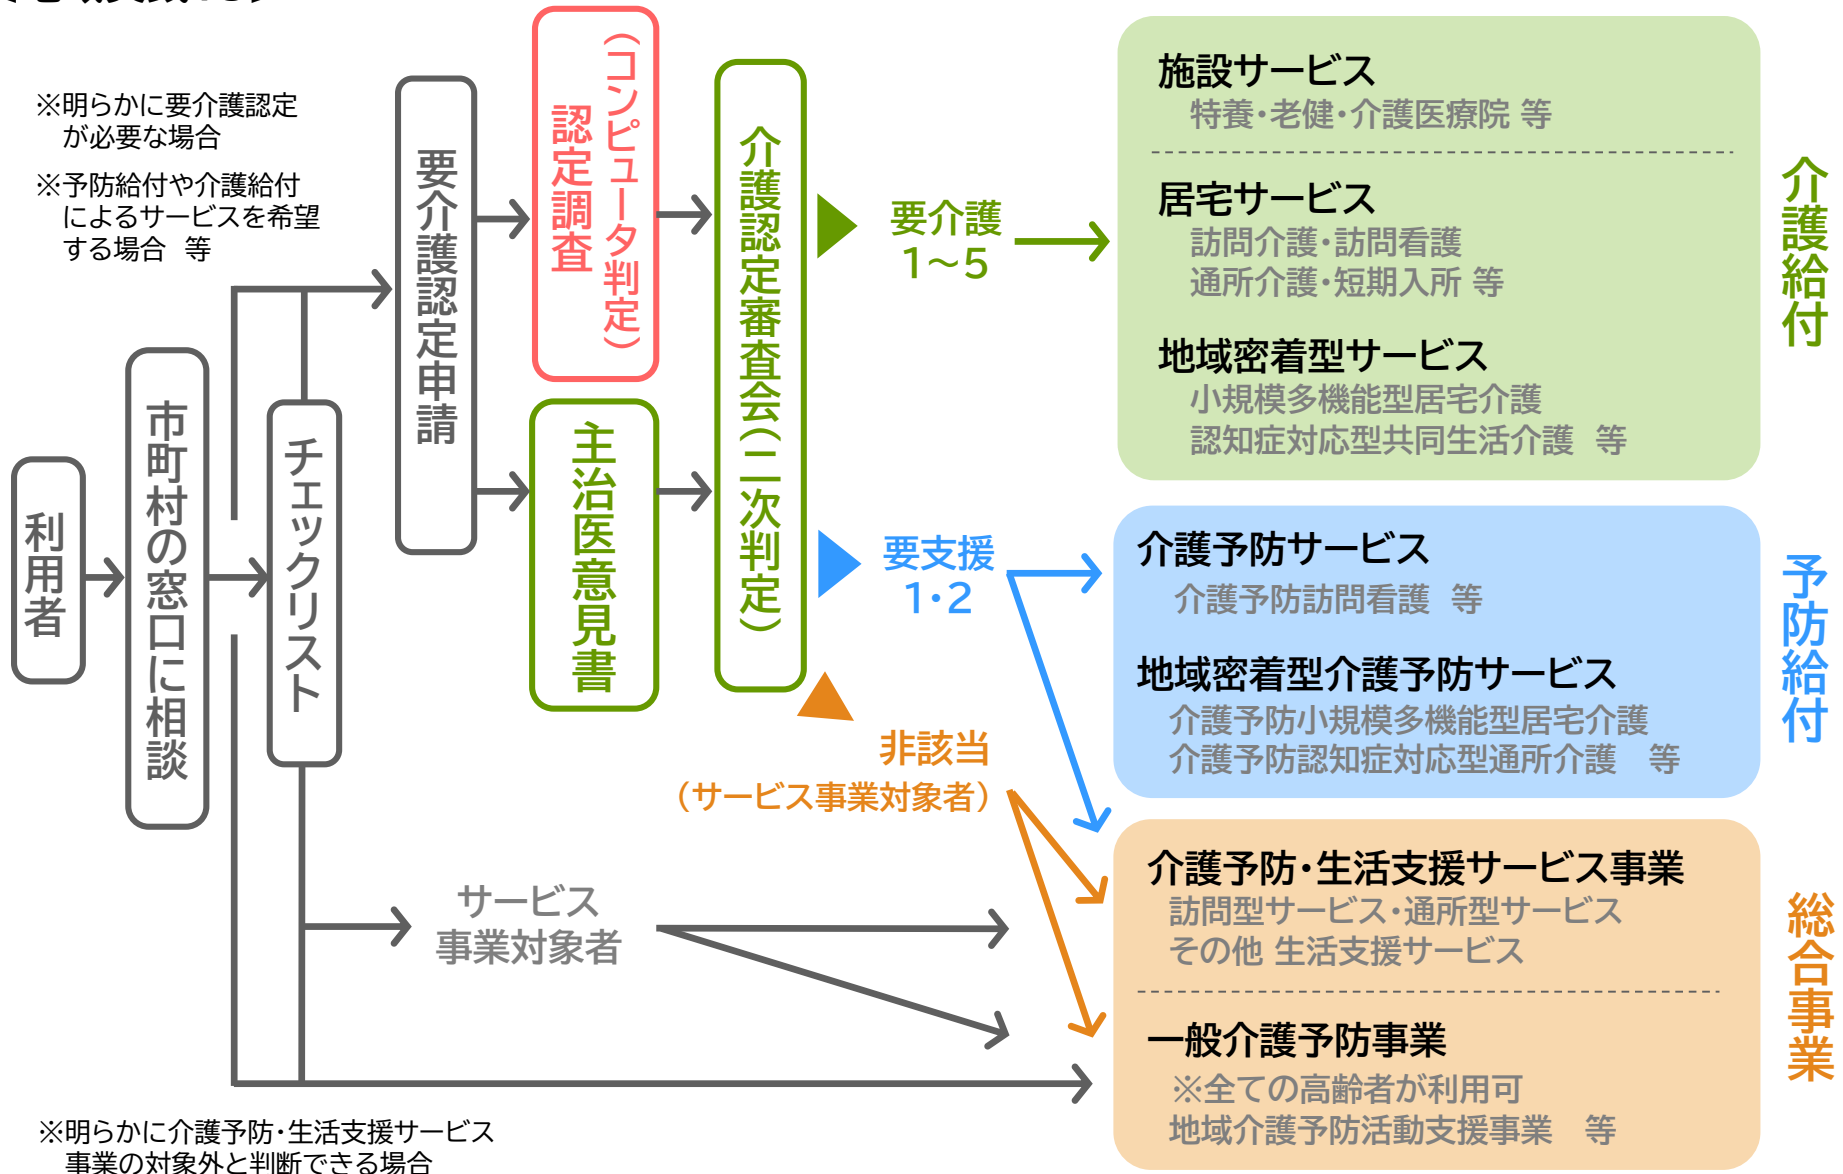 ※明らかに要介護認定
が必要な場合
※予防給付や介護給付
によるサービスを希望
する場合 等
利用者
市町村の窓口に相談
チェックリスト
要介護認定申請
認定調査
(コンピュータ判定)
主治医意見書
介護認定審査会(二次判定)
要介護
1～5
要支援
1・2
非該当
(サービス事業対象者)
サービス
事業対象者
※明らかに介護予防・生活支援サービス
事業の対象外と判断できる場合
施設サービス
特養・老健・介護医療院 等
居宅サービス
訪問介護・訪問看護
通所介護・短期入所 等
地域密着型サービス
小規模多機能型居宅介護
認知症対応型共同生活介護 等
介護給付
介護予防サービス
介護予防訪問看護 等
地域密着型介護予防サービス
介護予防小規模多機能型居宅介護
介護予防認知症対応型通所介護 等
予防給付
介護予防・生活支援サービス事業
訪問型サービス・通所型サービス
その他 生活支援サービス
一般介護予防事業
※全ての高齢者が利用可
地域介護予防活動支援事業 等
総合事業